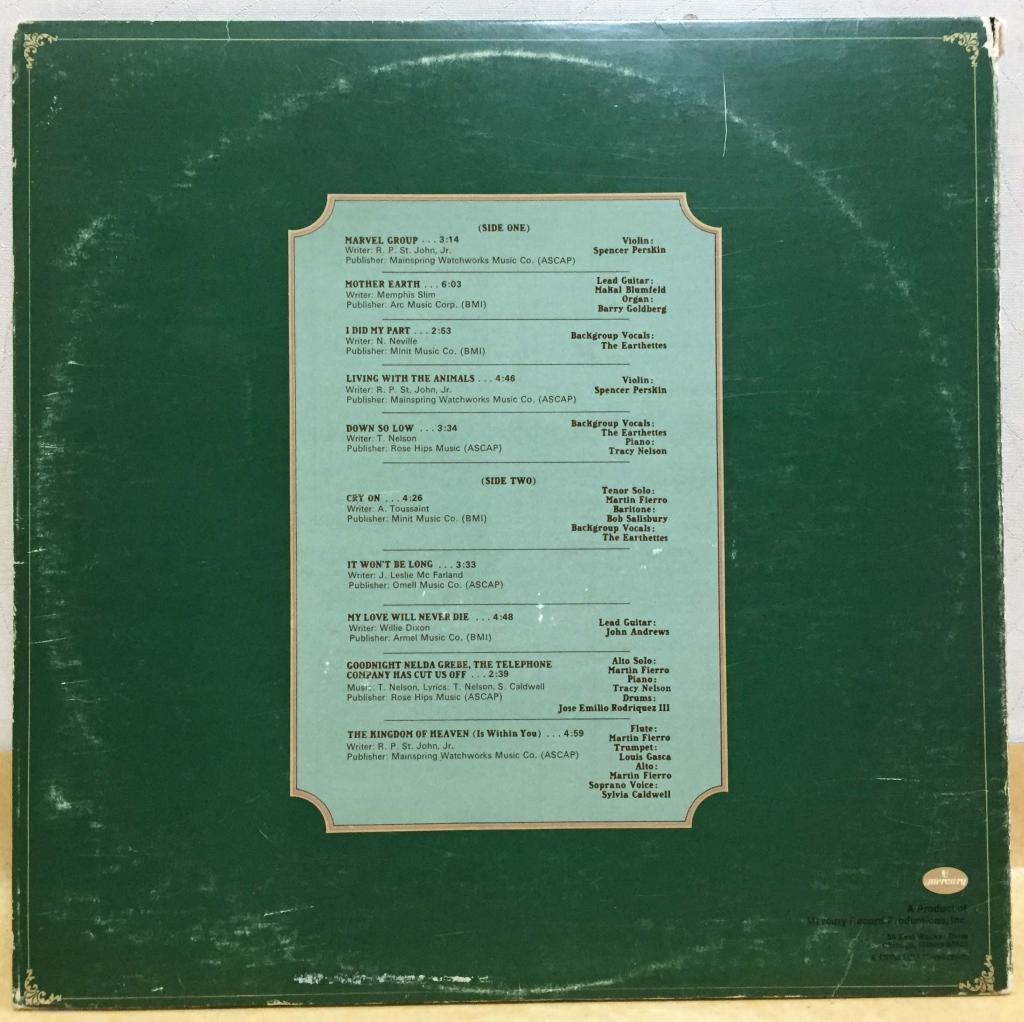 (SIDE ONE)
MARVEL GROUP . . . 3:14
Writer: R. P. St. John, Jr.
Publisher: Mainspring Watchworks Music Co. (ASCAP)
Violin:
Spencer Perskin
MOTHER EARTH . . . 6:03
Writer: Memphis Slim
Publisher: Arc Music Corp. (BMI)
Lead Guitar:
Makal Blumfeld
Organ:
Barry Goldberg
I DID MY PART . . . 2:53
Writer: N. Neville
Publisher: MInit Music Co. (BMI)
Backgroup Vocals:
The Earthettes
LIVING WITH THE ANIMALS . . . 4:46
Writer: R. P. St. John, Jr.
Publisher: Mainspring Watchworks Music Co. (ASCAP)
Violin:
Spencer Perskin
DOWN SO LOW . . . 3:34
Writer: T. Nelson
Publisher: Rose Hips Music (ASCAP)
Backgroup Vocals:
The Earthettes
Piano:
Tracy Nelson
(SIDE TWO)
CRY ON . . . 4:26
Writer: A. Toussaint
Publisher: Minit Music Co. (BMI)
Tenor Solo:
Martin Fierro
Baritone:
Bob Salisbury
Backgroup Vocals:
The Earthettes
IT WON'T BE LONG . . . 3:33
Writer: J. Leslie Mc Farland
Publisher: Omell Music Co. (ASCAP)
MY LOVE WILL NEVER DIE . . . 4:48
Writer: Willie Dixon
Publisher: Armel Music Co. (BMI)
Lead Guitar:
John Andrews
GOODNIGHT NELDA GREBE, THE TELEPHONE
COMPANY HAS CUT US OFF . . . 2:39
Music: T. Nelson, Lyrics: T. Nelson, S. Caldwell
Publisher: Rose Hips Music (ASCAP)
Alto Solo:
Martin Fierro
Piano:
Tracy Nelson
Drums:
Jose Emilio Rodriquez III
THE KINGDOM OF HEAVEN (Is Within You) . . . 4:59
Writer: R. P. St. John, Jr.
Publisher: Mainspring Watchworks Music Co. (ASCAP)
Flute:
Martin Fierro
Trumpet:
Louis Gasca
Alto:
Martin Fierro
Soprano Voice:
Sylvia Caldwell
mercury
A Product of
Mercury Record Productions, Inc.